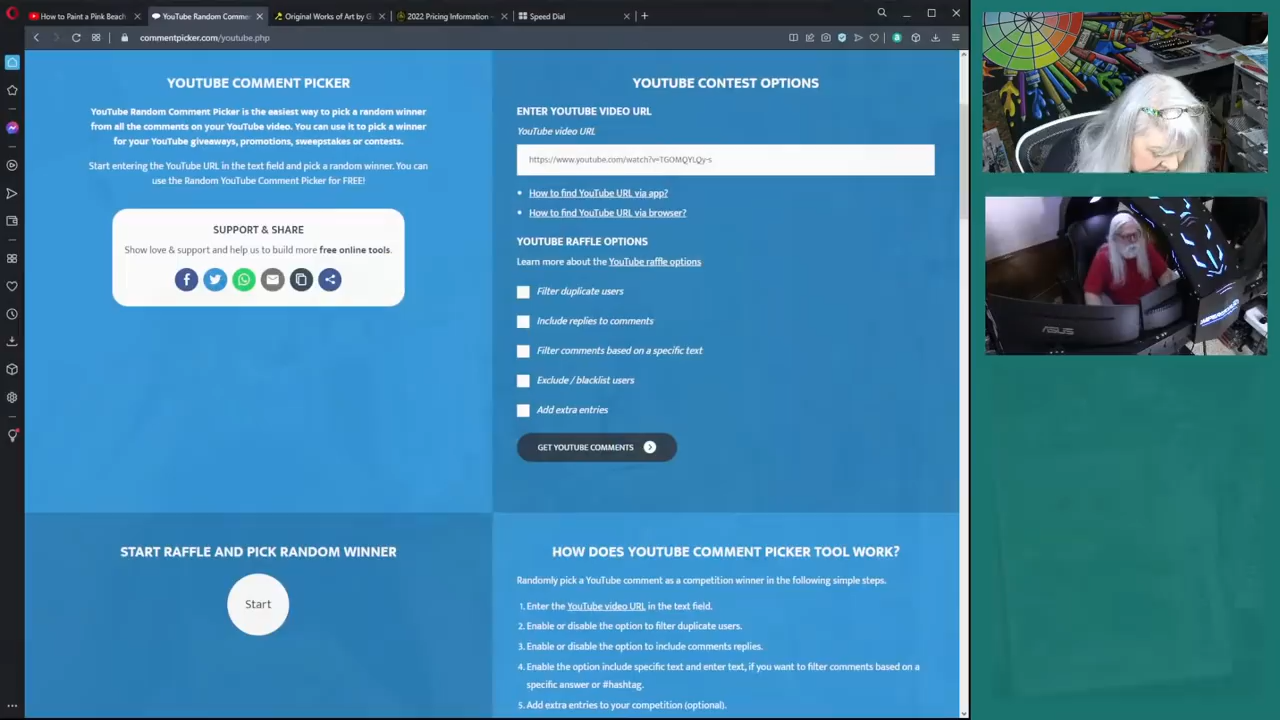 How to Paint a Pink Beach
YouTube Random Comme
Original Works of Art by G
2022 Pricing Information -
Speed Dial
commentpicker.com/youtube.php
YOUTUBE COMMENT PICKER
YouTube Random Comment Picker is the easiest way to pick a random winner
from all the comments on your YouTube video. You can use it to pick a winner
for your YouTube giveaways, promotions, sweepstakes or contests.
Start entering the YouTube URL in the text field and pick a random winner. You can
use the Random YouTube Comment Picker for FREE!
SUPPORT & SHARE
Show love & support and help us to build more free online tools.
YOUTUBE CONTEST OPTIONS
ENTER YOUTUBE VIDEO URL
YouTube video URL
https://www.youtube.com/watch?v=TGOMQYLQy-s
How to find YouTube URL via app?
How to find YouTube URL via browser?
YOUTUBE RAFFLE OPTIONS
Learn more about the YouTube raffle options
Filter duplicate users
Include replies to comments
Filter comments based on a specific text
Exclude / blacklist users
Add extra entries
GET YOUTUBE COMMENTS
START RAFFLE AND PICK RANDOM WINNER
Start
HOW DOES YOUTUBE COMMENT PICKER TOOL WORK?
Randomly pick a YouTube comment as a competition winner in the following simple steps.
1. Enter the YouTube video URL in the text field.
2. Enable or disable the option to filter duplicate users.
3. Enable or disable the option to include comments replies.
4. Enable the option include specific text and enter text, if you want to filter comments based on a
specific answer or #hashtag.
5. Add extra entries to your competition (optional).
ASUS